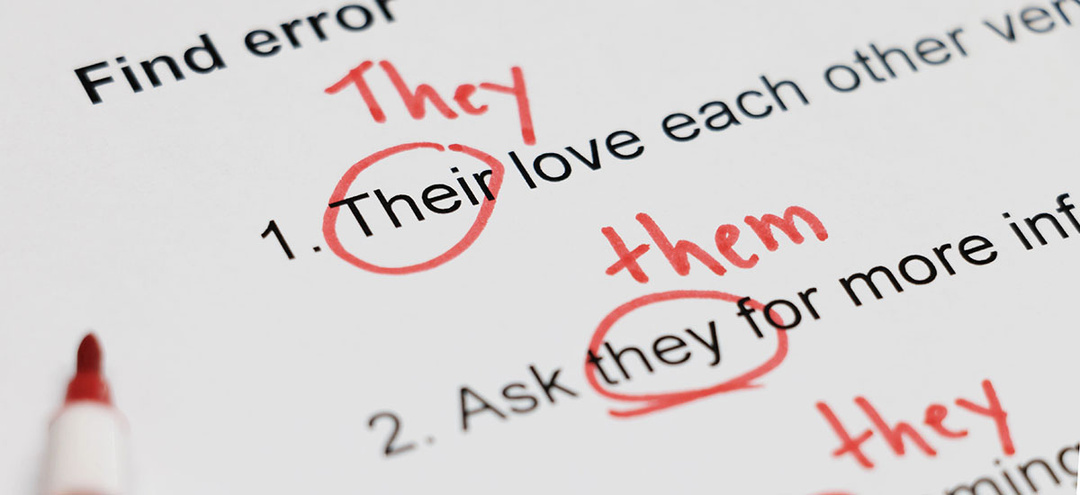 Find error
They
1. Their love each other
them
2. Ask they for more
they